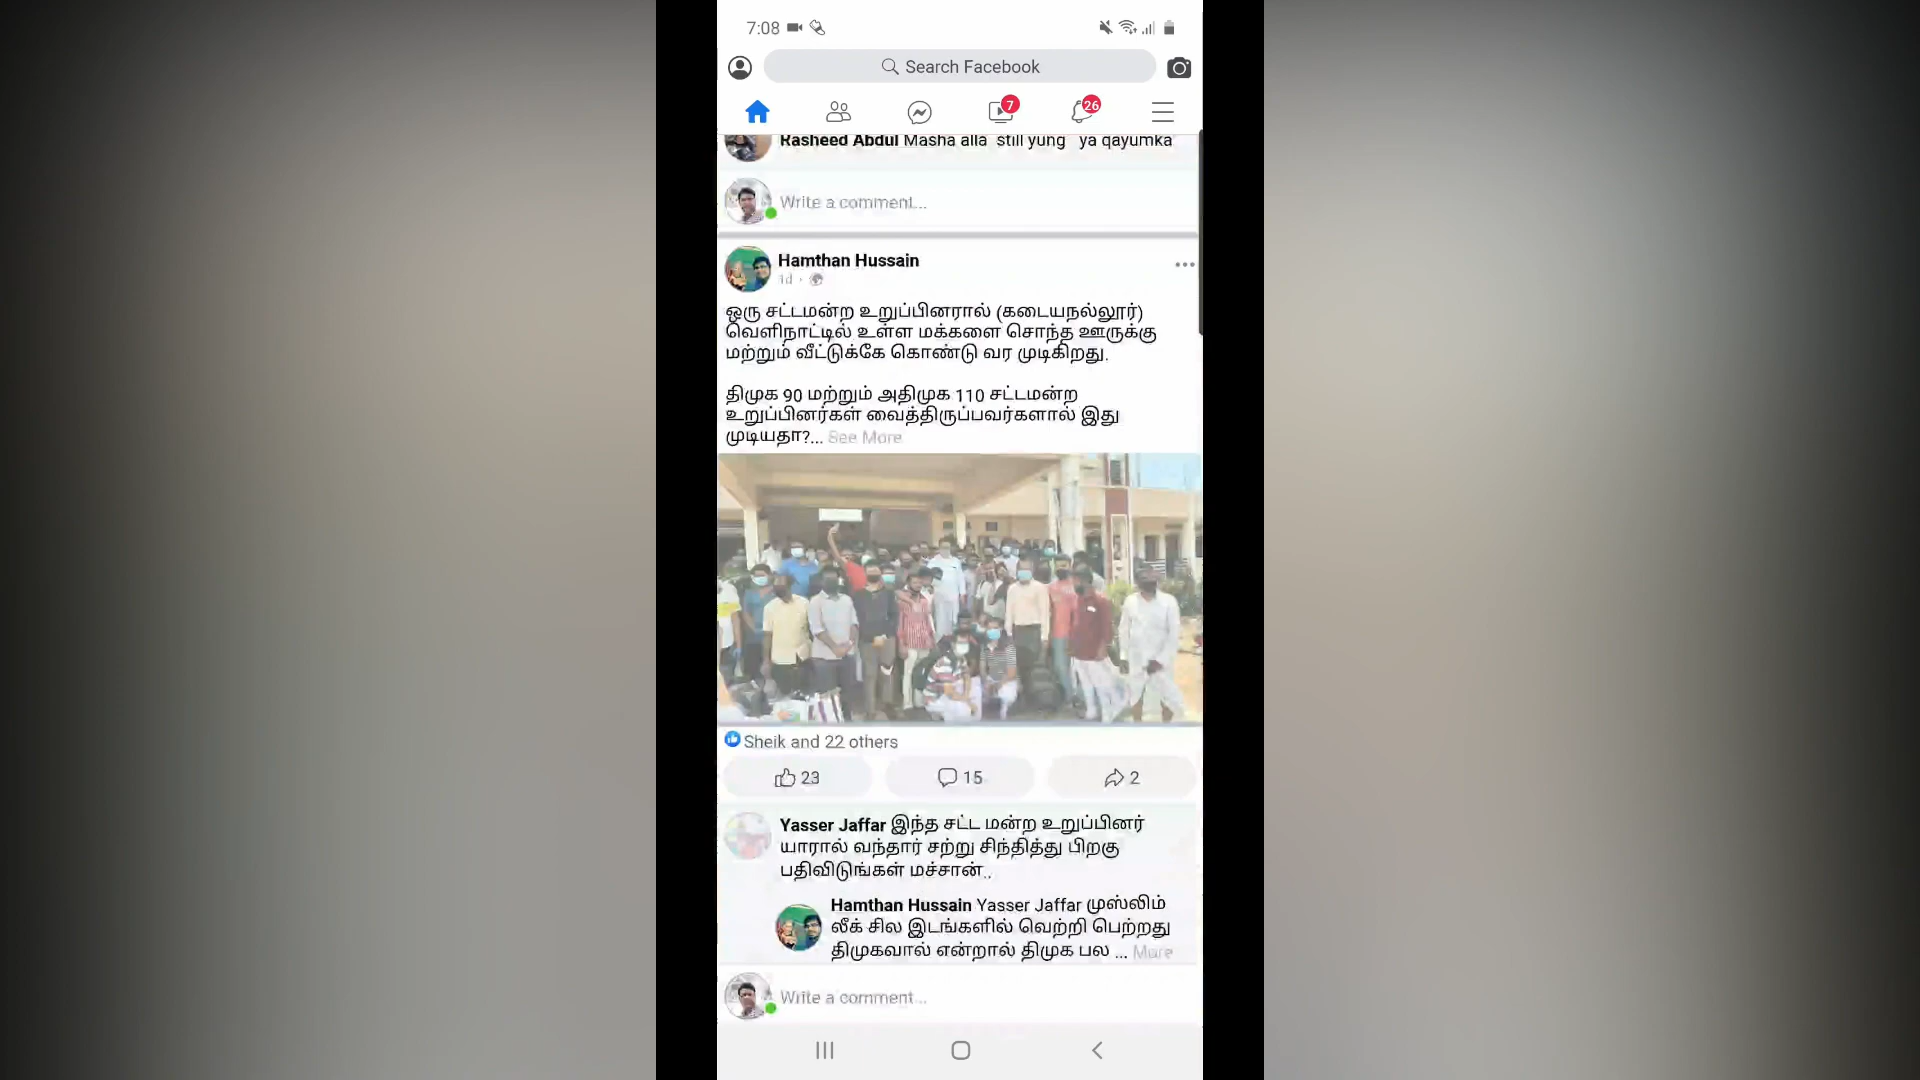 7:08
Search Facebook
7
26
Rasheed Abdul Masha alla still yung ya qayumka
Write a comment...
Hamthan Hussain
1d ·
ஒரு சட்டமன்ற உறுப்பினரால் (கடையநல்லூர்)
வெளிநாட்டில் உள்ள மக்களை சொந்த ஊருக்கு
மற்றும் வீட்டுக்கே கொண்டு வர முடிகிறது.
திமுக 90 மற்றும் அதிமுக 110 சட்டமன்ற
உறுப்பினர்கள் வைத்திருப்பவர்களால் இது
முடியதா?... See More
Sheik and 22 others
23
15
2
Yasser Jaffar இந்த சட்ட மன்ற உறுப்பினர்
யாரால் வந்தார் சற்று சிந்தித்து பிறகு
பதிவிடுங்கள் மச்சான்..
Hamthan Hussain Yasser Jaffar முஸ்லிம்
லீக் சில இடங்களில் வெற்றி பெற்றது
திமுகவால் என்றால் திமுக பல ... More
Write a comment...